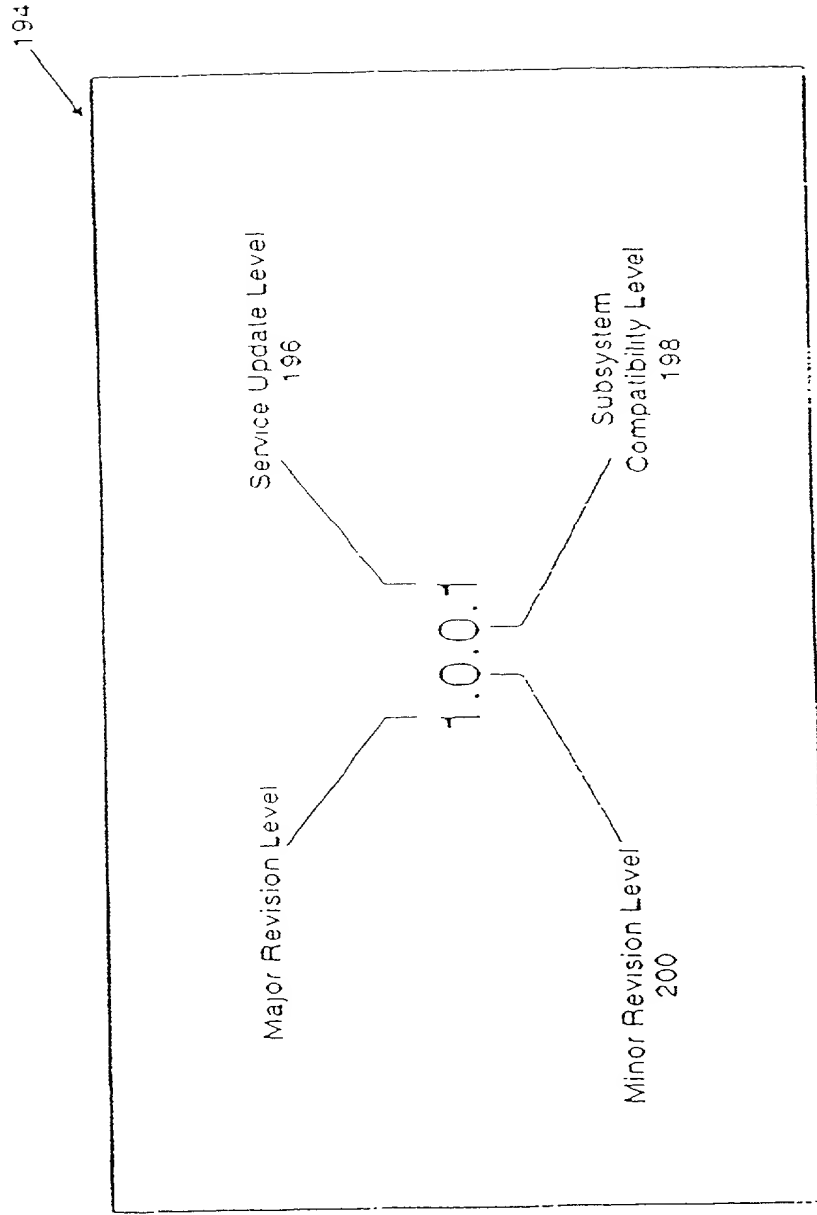 194
Major Revision Level
Service Update Level
196
1.0.0.1
Minor Revision Level
200
Subsystem
Compatibility Level
198